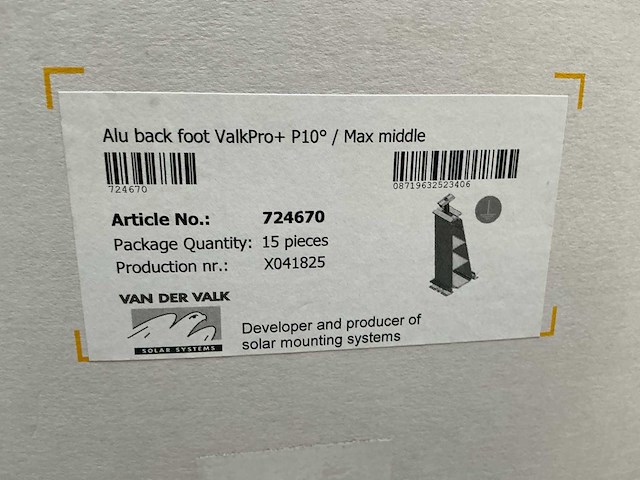 Alu back foot ValkPro+ P10° / Max middle
724670
08719632523406
Article No.: 724670
Package Quantity: 15 pieces
Production nr.: X041825
VAN DER VALK
SOLAR SYSTEMS
Developer and producer of
solar mounting systems